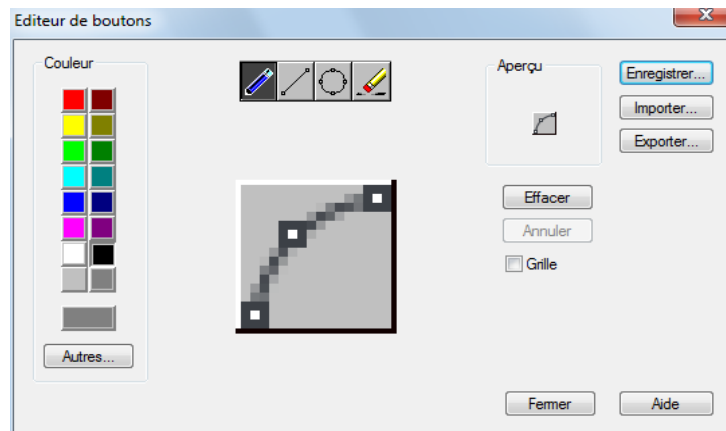 Editeur de boutons
Couleur
Aperçu
Enregistrer...
Importer...
Exporter...
Effacer
Annuler
Grille
Autres...
Fermer
Aide